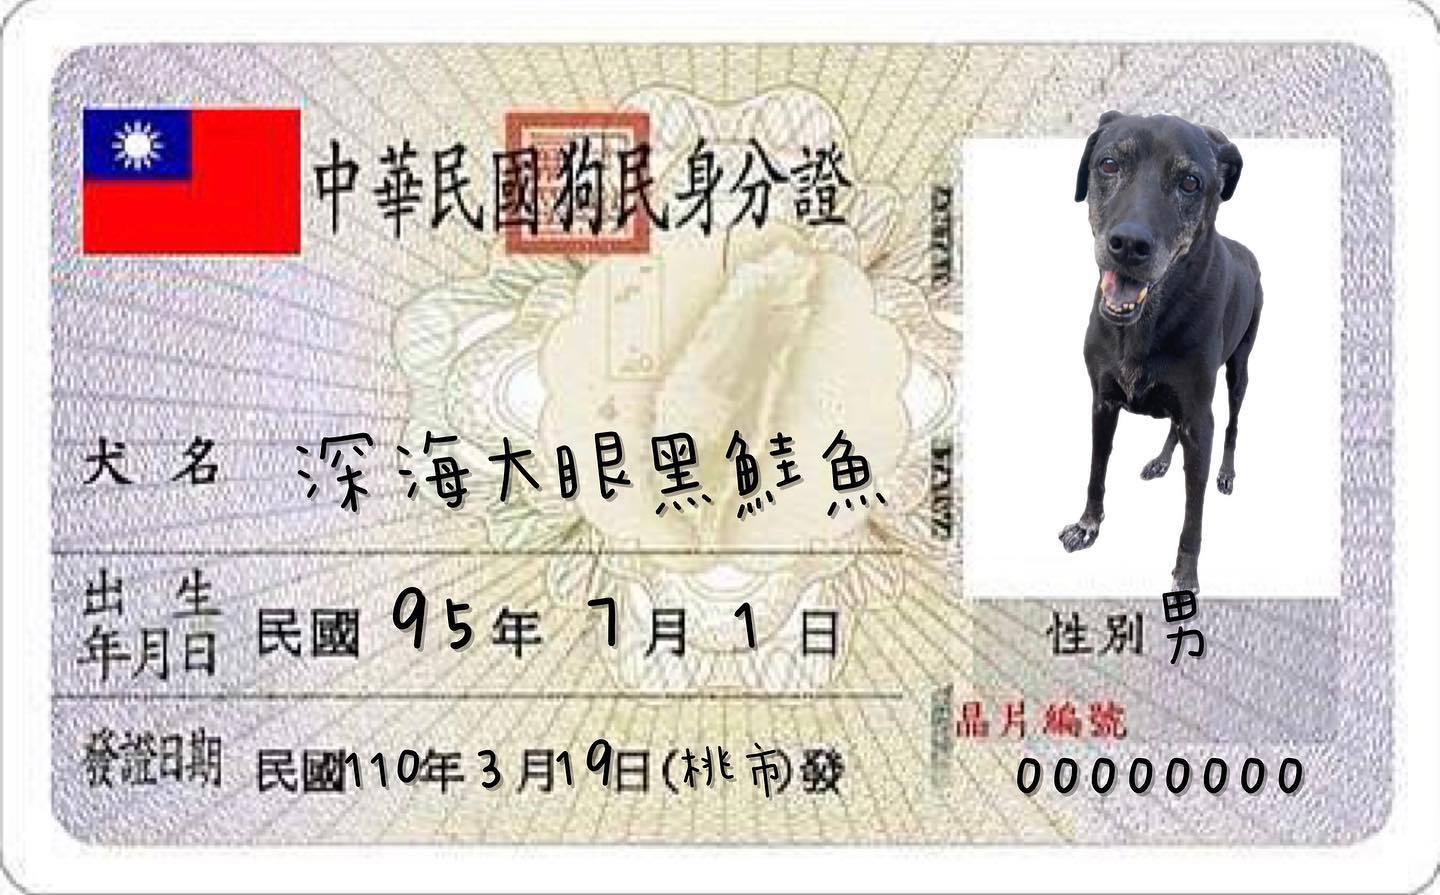 中華民國狗民身分證
犬名 深海大眼黑鮭魚
出生年月日 民國 95年 7月 1日
性別 男
晶片編號
00000000
發證日期 民國110年3月19日(桃市)發